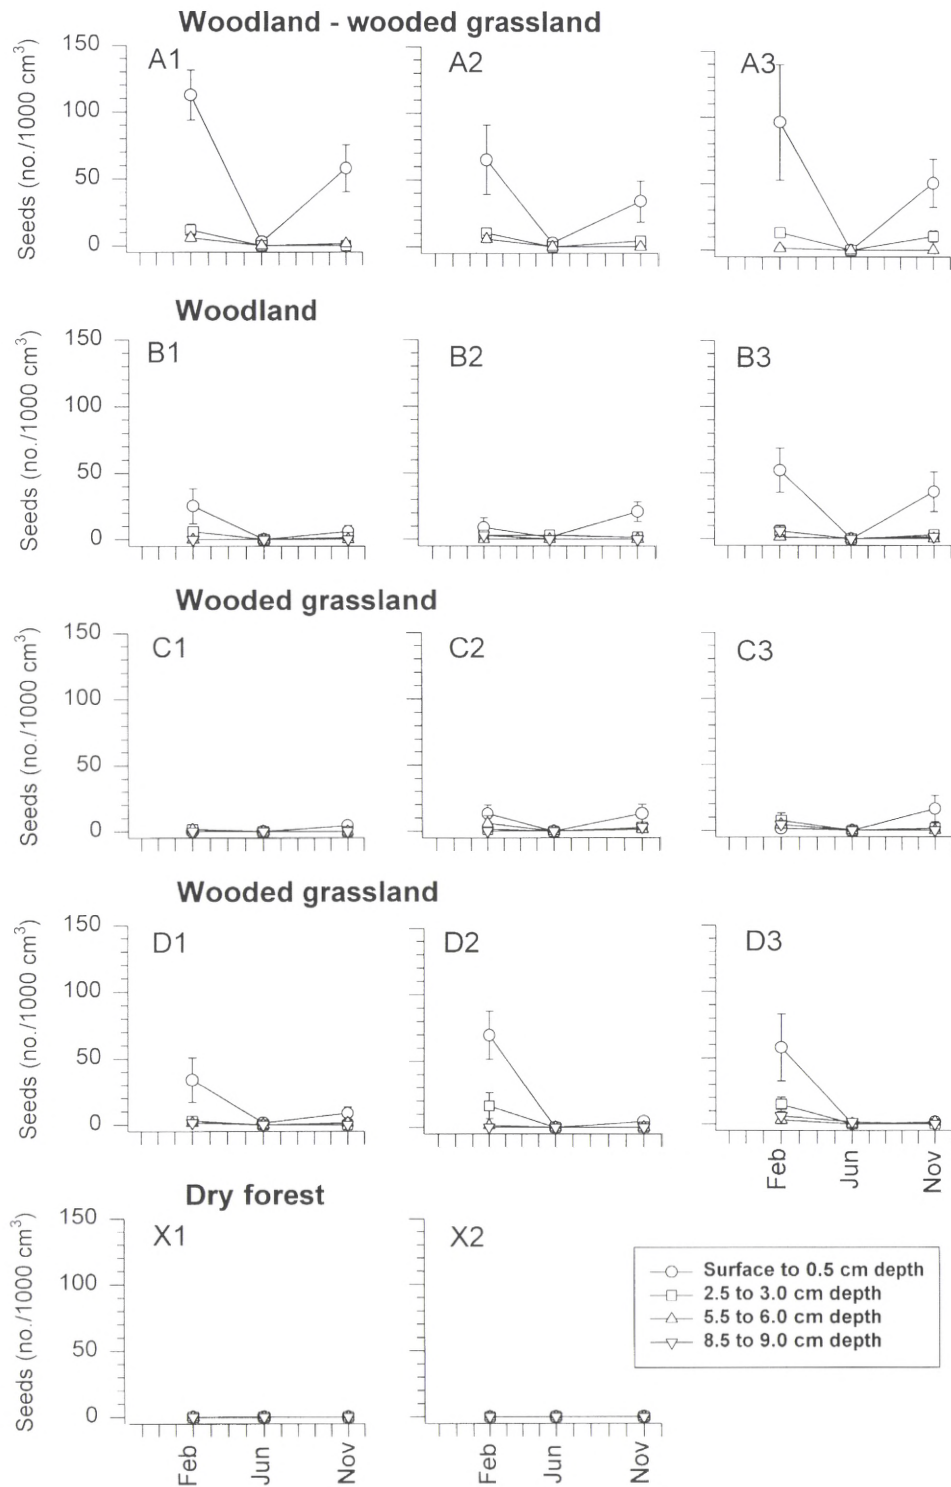 Woodland - wooded grassland
Seeds (no./1000 cm³)
150
100
50
0
A1
A2
A3
Woodland
Seeds (no./1000 cm³)
150
100
50
0
B1
B2
B3
Wooded grassland
Seeds (no./1000 cm³)
150
100
50
0
C1
C2
C3
Wooded grassland
Seeds (no./1000 cm³)
150
100
50
0
D1
D2
D3
Feb
Jun
Nov
Dry forest
Seeds (no./1000 cm³)
150
100
50
0
X1
X2
Feb
Jun
Nov
Feb
Jun
Nov
Surface to 0.5 cm depth
2.5 to 3.0 cm depth
5.5 to 6.0 cm depth
8.5 to 9.0 cm depth